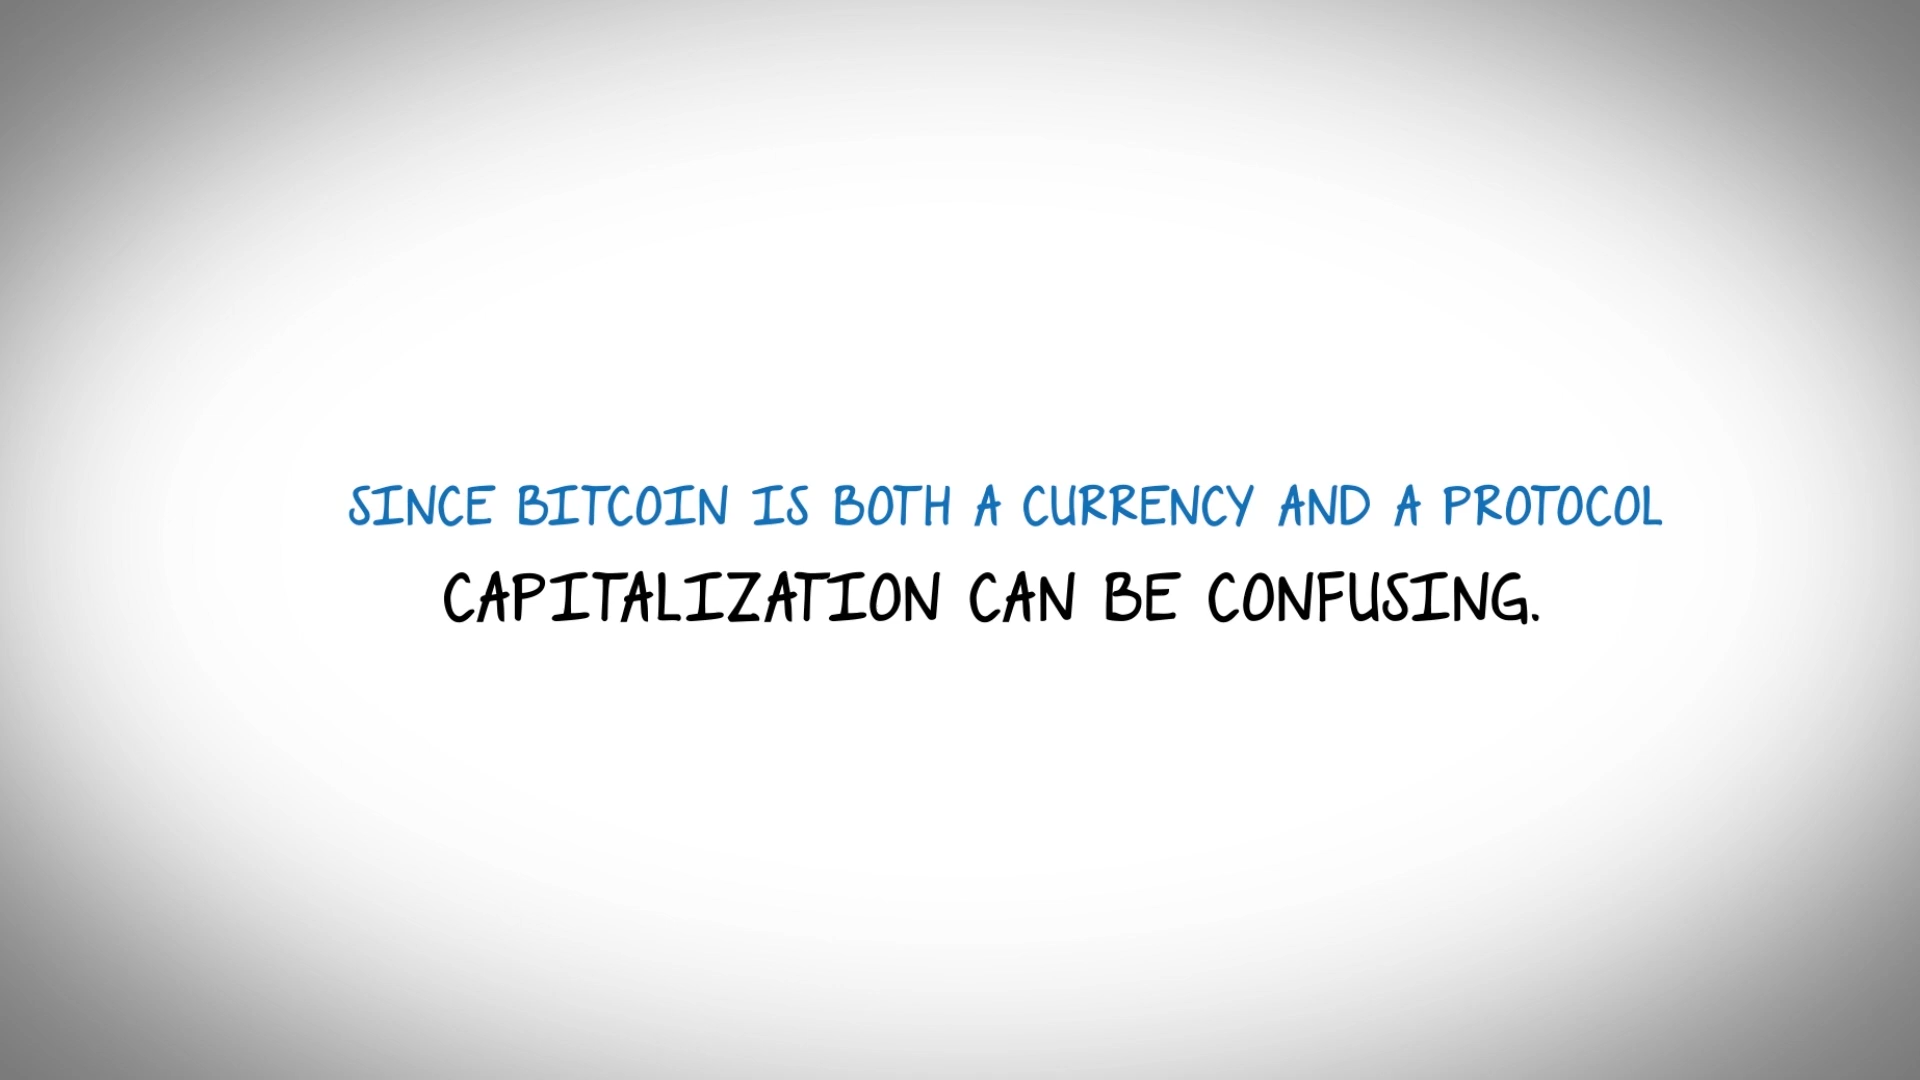 SINCE BITCOIN IS BOTH A CURRENCY AND A PROTOCOL
CAPITALIZATION CAN BE CONFUSING.